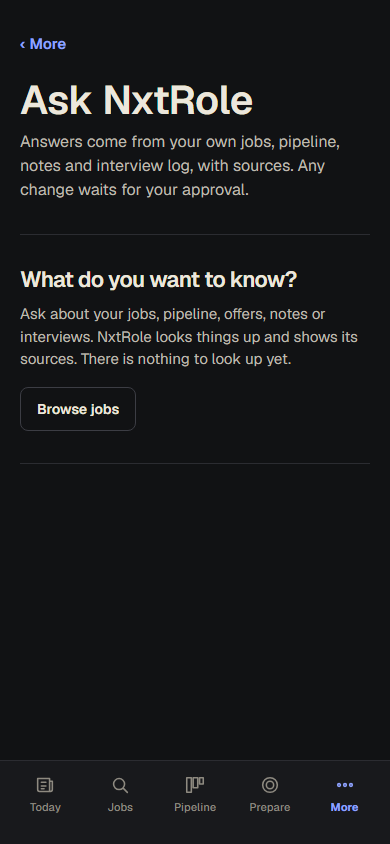 ‹ More
Ask NxtRole
Answers come from your own jobs, pipeline,
notes and interview log, with sources. Any
change waits for your approval.
What do you want to know?
Ask about your jobs, pipeline, offers, notes or
interviews. NxtRole looks things up and shows its
sources. There is nothing to look up yet.
Browse jobs
Today Jobs Pipeline Prepare More